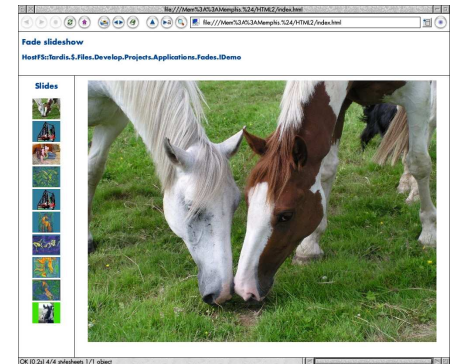 file:///Mem%3A%3AMemphis.%24/HTML2/index.html
file:///Mem%3A%3AMemphis.%24/HTML2/index.html
Fade slideshow
HostFS::Tardis.$.Files.Develop.Projects.Applications.Fades.!Demo
Slides
OK (0.2s) 4/4 stylesheets 1/1 object